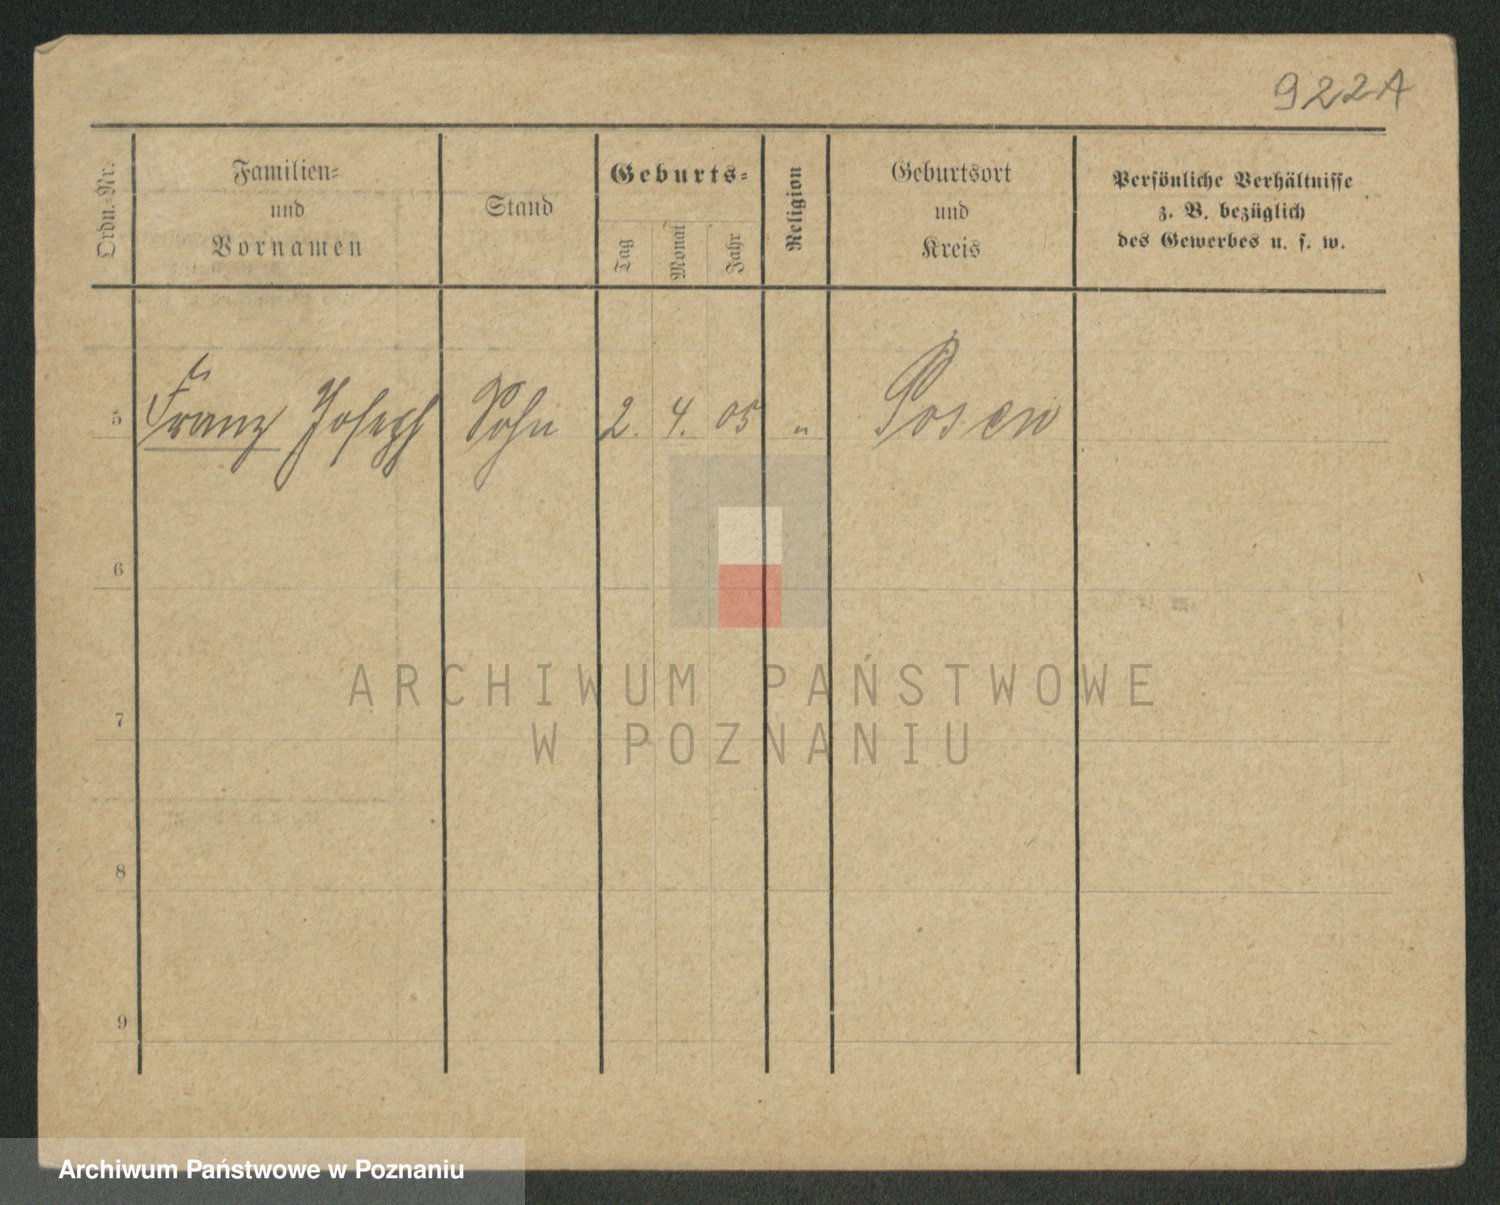 922A
Ordn.-Nr.
Familien-
und
Vornamen
Stand
Geburts-
Tag
Monat
Jahr
Religion
Geburtsort
und
Kreis
Persönliche Verhältnisse
z. B. bezüglich
des Gewerbes u. s. w.
5 Franz Joseph Sohn 2. 4. 05 " Posen
6
7
8
9
ARCHIWUM PAŃSTWOWE
W POZNANIU
Archiwum Państwowe w Poznaniu